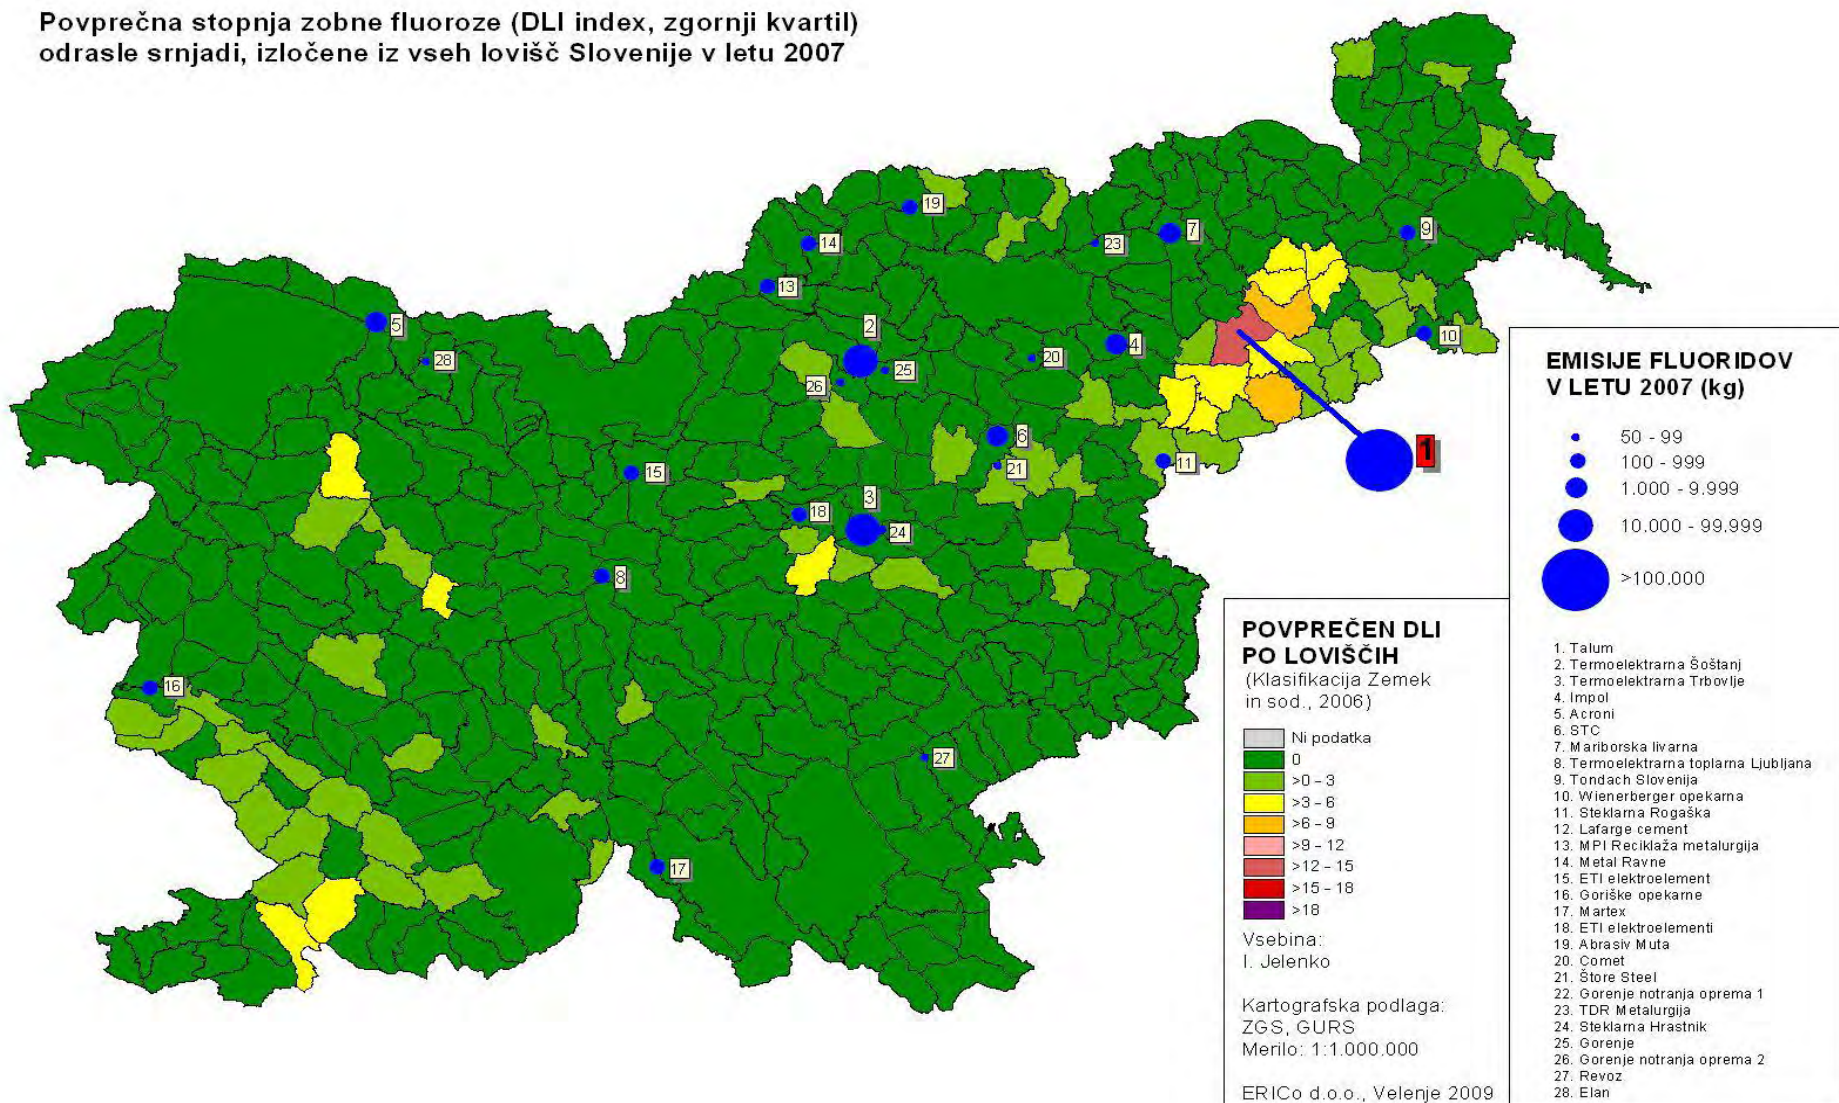 Povprečna stopnja zobne fluoroze (DLI index, zgornji kvartil)
odrasle srnjadi, izločene iz vseh lovišč Slovenije v letu 2007
19
14
13
7
23
9
5
28
2
25
26
20
4
10
6
21
11
1
15
18
3
24
8
16
27
17
EMISIJE FLUORIDOV
V LETU 2007 (kg)
50 - 99
100 - 999
1.000 - 9.999
10.000 - 99.999
>100.000
1. Talum
2. Termoelektrarna Šoštanj
3. Termoelektrarna Trbovlje
4. Impol
5. Acroni
6. STC
7. Mariborska livarna
8. Termoelektrarna toplarna Ljubljana
9. Tondach Slovenija
10. Wienerberger opekarna
11. Steklarna Rogaška
12. Lafarge cement
13. MPI Reciklaža metalurgija
14. Metal Ravne
15. ETI elektroelement
16. Goriške opekarne
17. Martex
18. ETI elektroelementi
19. Abrasiv Muta
20. Comet
21. Štore Steel
22. Gorenje notranja oprema 1
23. TDR Metalurgija
24. Steklarna Hrastnik
25. Gorenje
26. Gorenje notranja oprema 2
27. Revoz
28. Elan
POVPREČEN DLI
PO LOVIŠČIH
(Klasifikacija Zemek
in sod., 2006)
Ni podatka
0
>0 - 3
>3 - 6
>6 - 9
>9 - 12
>12 - 15
>15 - 18
>18
Vsebina:
I. Jelenko
Kartografska podlaga:
ZGS, GURS
Merilo: 1:1.000.000
ERICo d.o.o., Velenje 2009